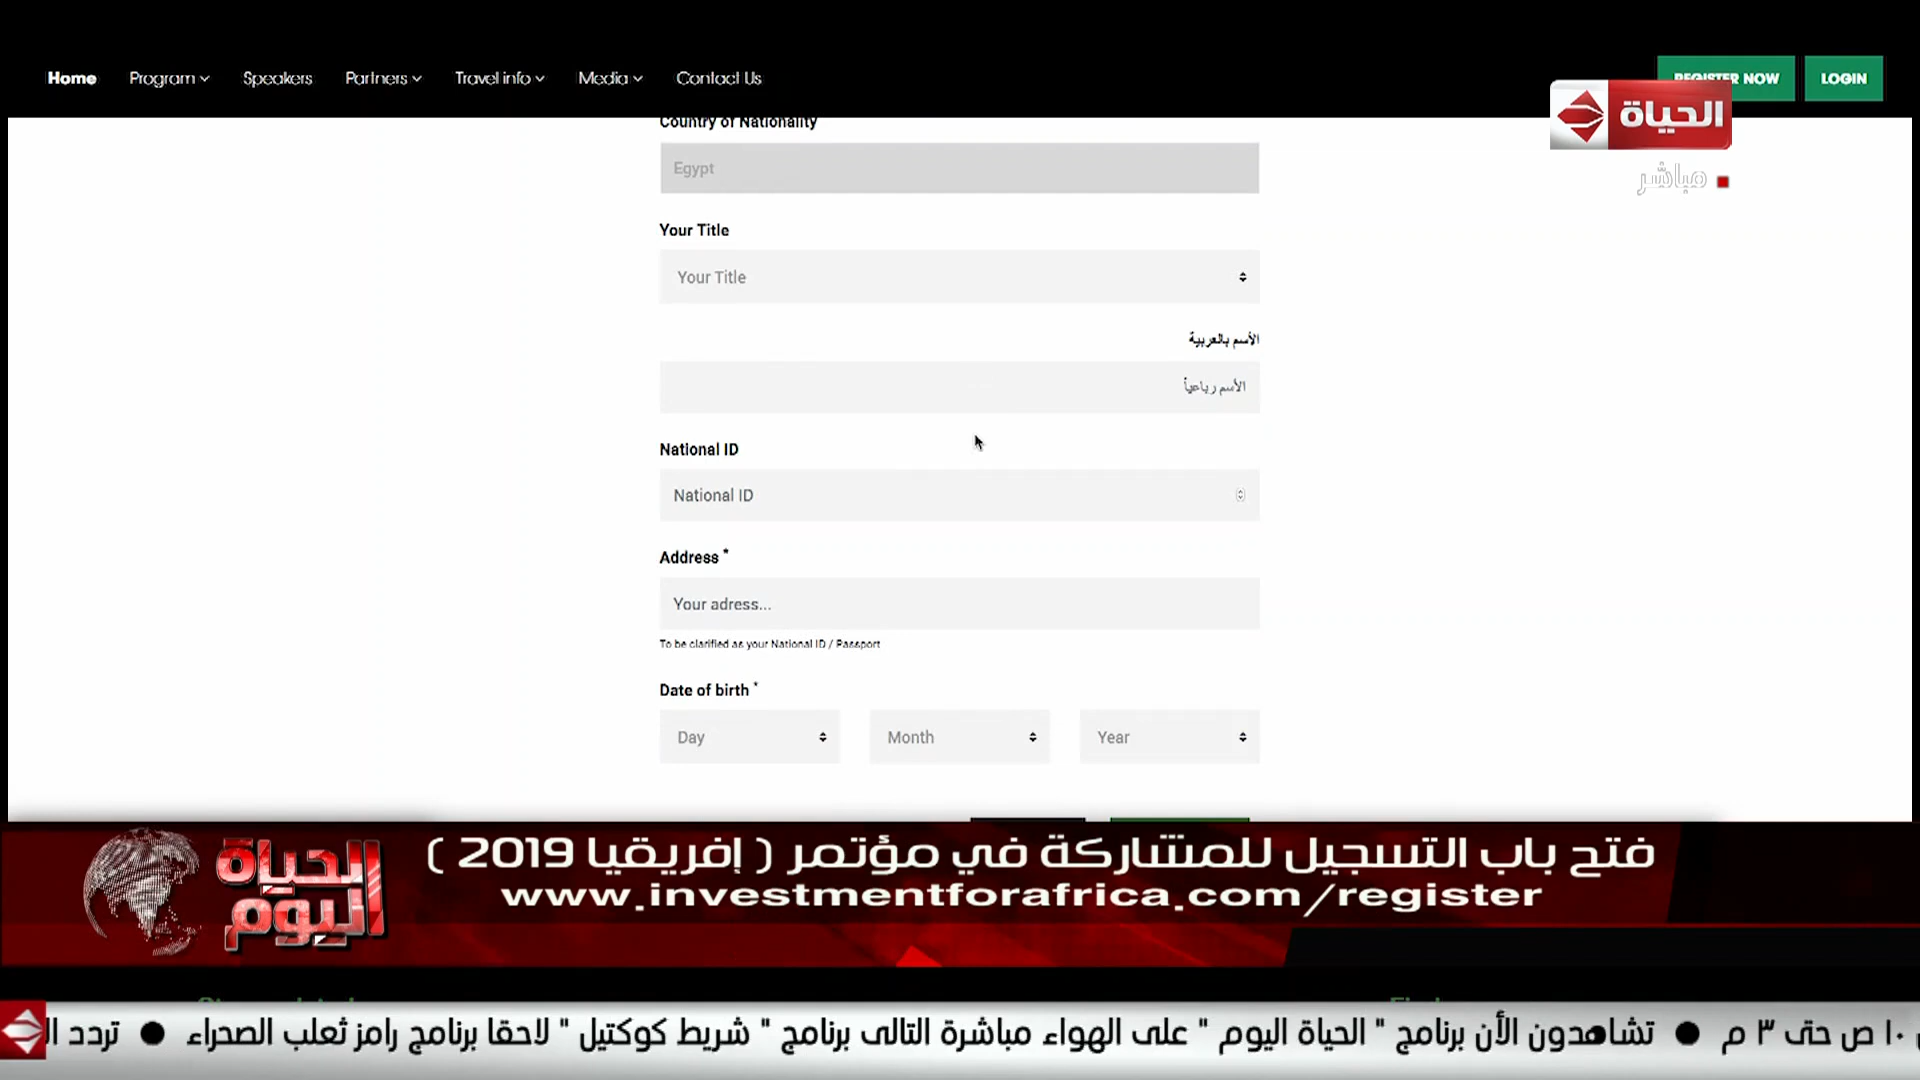 Home Program Speakers Partners Travel info Media Contact Us
REGISTER NOW LOGIN
الحياة
مباشر
Country of Nationality
Egypt
Your Title
Your Title
الأسم بالعربية
الأسم رباعياً
National ID
National ID
Address *
Your adress...
To be clarified as your National ID / Passport
Date of birth *
Day Month Year
فتح باب التسجيل للمشاركة في مؤتمر ( إفريقيا 2019 )
www.investmentforafrica.com/register
الحياة
اليوم
١٠ ص حتى ٣ م ● تشاهدون الأن برنامج " الحياة اليوم " على الهواء مباشرة التالى برنامج " شريط كوكتيل " لاحقا برنامج رامز ثعلب الصحراء ● تردد